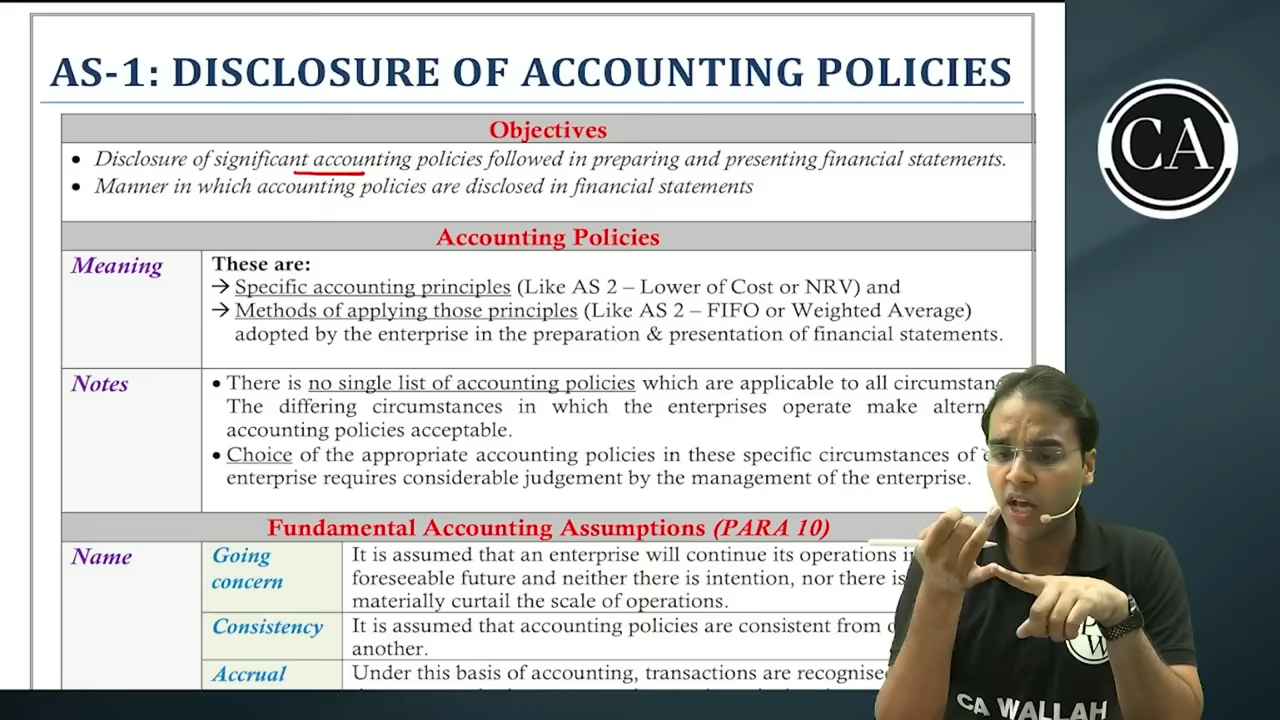 AS-1: DISCLOSURE OF ACCOUNTING POLICIES
CA
Objectives
• Disclosure of significant accounting policies followed in preparing and presenting financial statements.
• Manner in which accounting policies are disclosed in financial statements
Accounting Policies
Meaning
These are:
→ Specific accounting principles (Like AS 2 – Lower of Cost or NRV) and
→ Methods of applying those principles (Like AS 2 – FIFO or Weighted Average)
adopted by the enterprise in the preparation & presentation of financial statements.
Notes
• There is no single list of accounting policies which are applicable to all circumstan
The differing circumstances in which the enterprises operate make altern
accounting policies acceptable.
• Choice of the appropriate accounting policies in these specific circumstances of
enterprise requires considerable judgement by the management of the enterprise.
Fundamental Accounting Assumptions (PARA 10)
Name
Going
concern
It is assumed that an enterprise will continue its operations
foreseeable future and neither there is intention, nor there is
materially curtail the scale of operations.
Consistency
It is assumed that accounting policies are consistent from
another.
Accrual
Under this basis of accounting, transactions are recognise
CA WALLAH